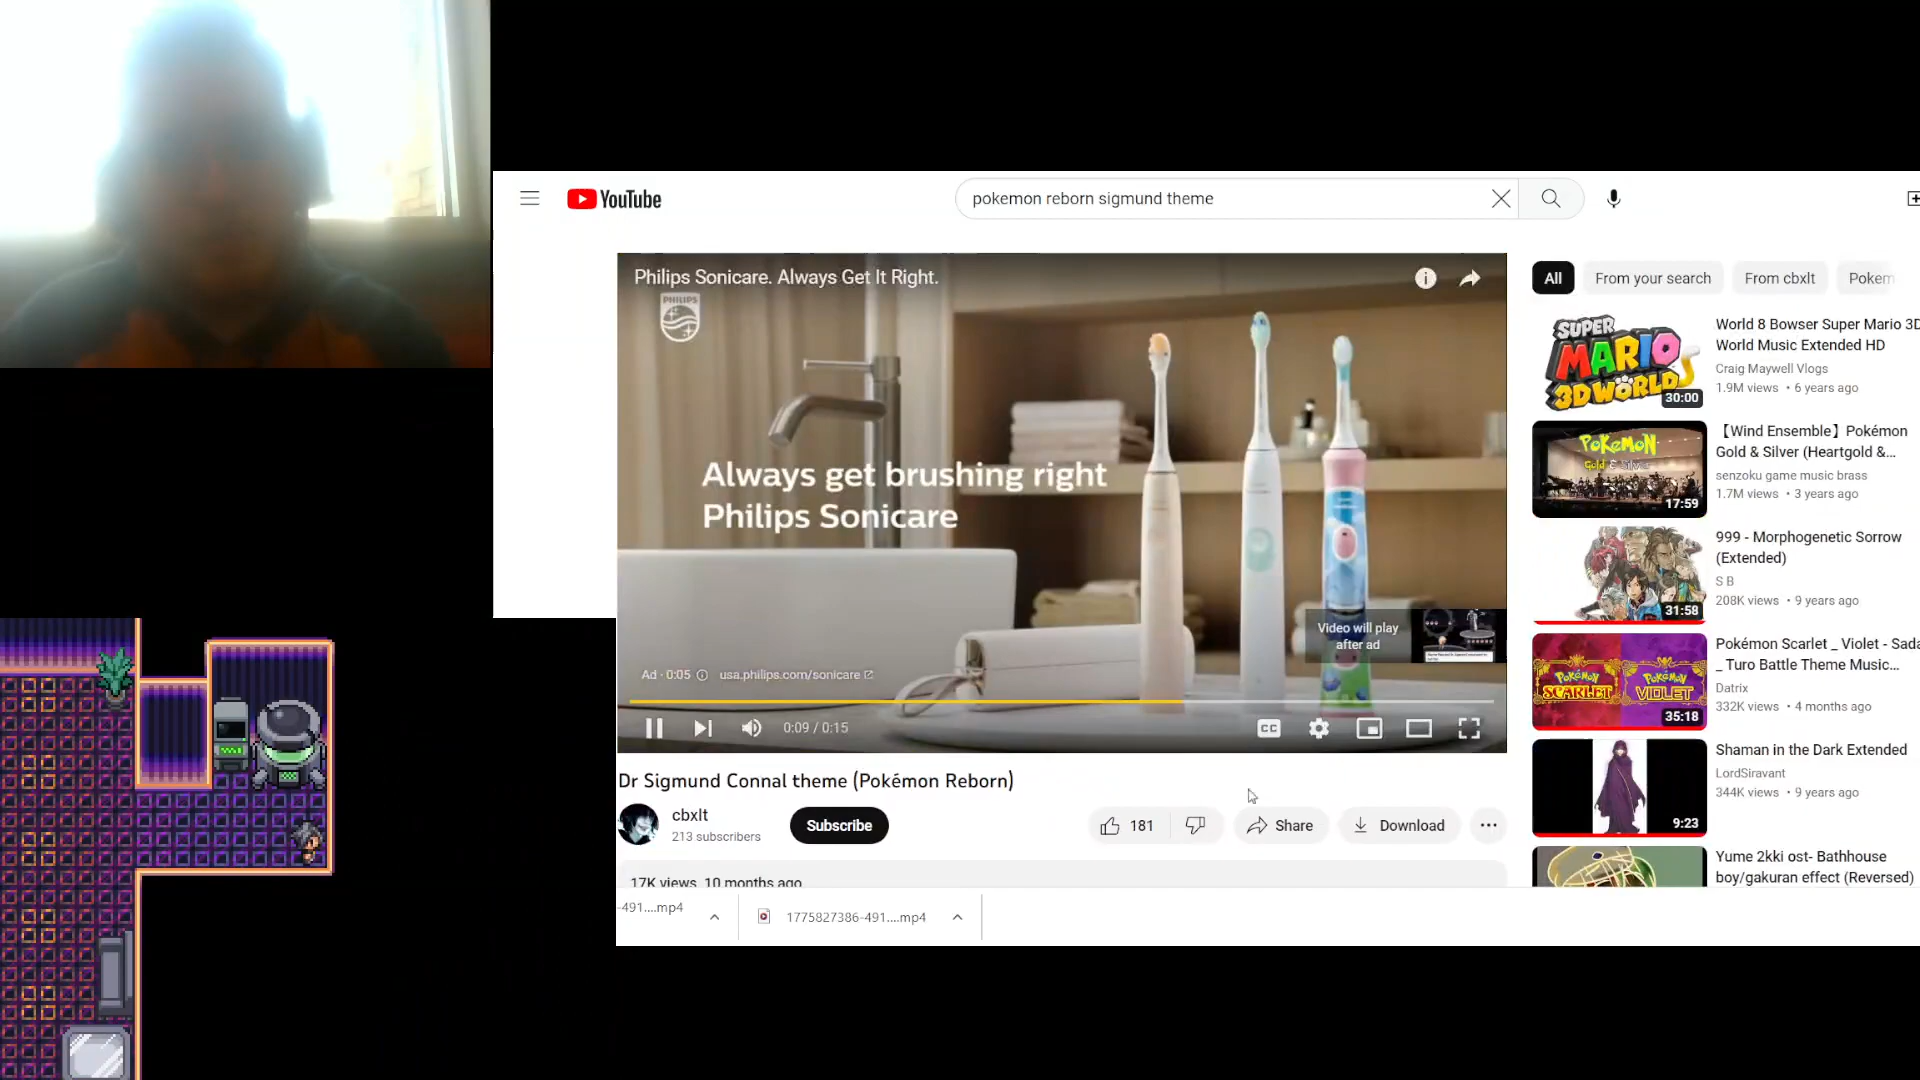 YouTube
pokemon reborn sigmund theme
Philips Sonicare. Always Get It Right.
PHILIPS
Always get brushing right
Philips Sonicare
Video will play
after ad
Ad · 0:05
usa.philips.com/sonicare
0:09 / 0:15
CC
Dr Sigmund Connal theme (Pokémon Reborn)
cbxlt
213 subscribers
Subscribe
181
Share
Download
17K views 10 months ago
-491....mp4
1775827386-491....mp4
All
From your search
From cbxlt
Pokem
SUPER
MARIO
3D WORLD
30:00
World 8 Bowser Super Mario 3D
World Music Extended HD
Craig Maywell Vlogs
1.9M views • 6 years ago
POKéMON
Gold & Silver
17:59
【Wind Ensemble】Pokémon
Gold & Silver (Heartgold &...
senzoku game music brass
1.7M views • 3 years ago
31:58
999 - Morphogenetic Sorrow
(Extended)
S B
208K views • 9 years ago
Pokémon
SCARLET
Pokémon
VIOLET
35:18
Pokémon Scarlet _ Violet - Sada
_ Turo Battle Theme Music...
Datrix
332K views • 4 months ago
9:23
Shaman in the Dark Extended
LordSiravant
344K views • 9 years ago
Yume 2kki ost- Bathhouse
boy/gakuran effect (Reversed)